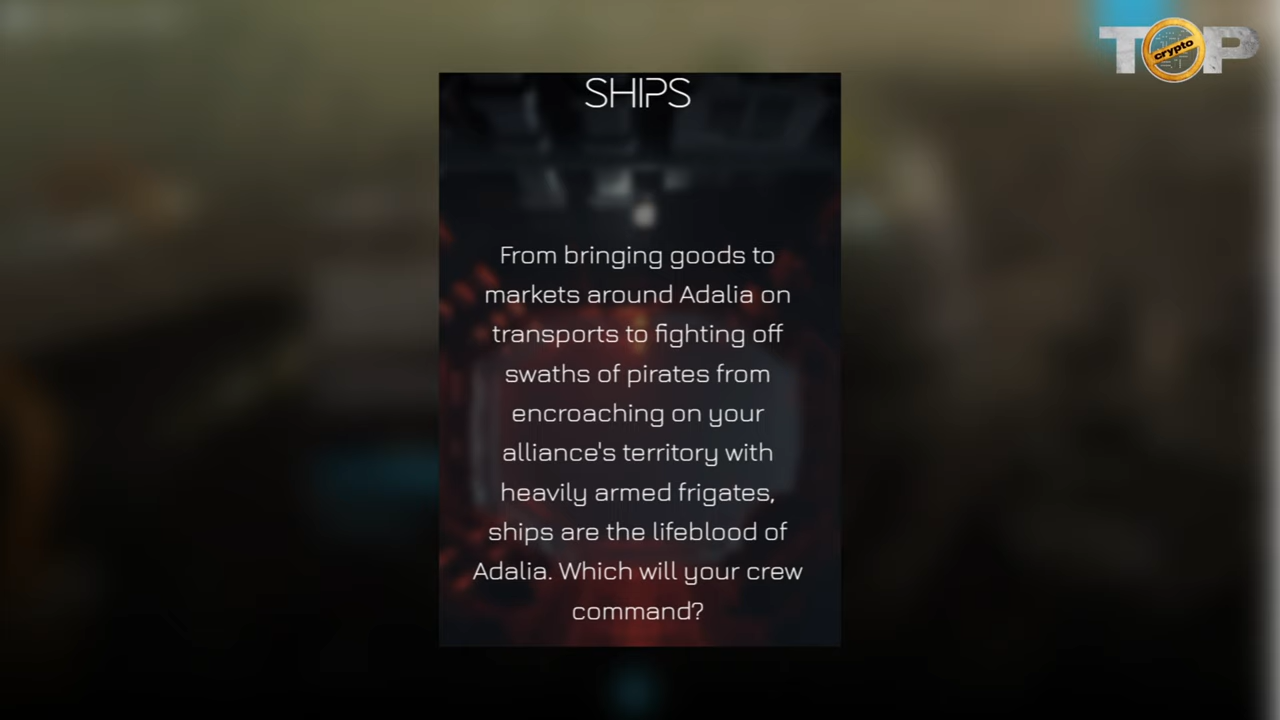 TOP
crypto
SHIPS
From bringing goods to
markets around Adalia on
transports to fighting off
swaths of pirates from
encroaching on your
alliance's territory with
heavily armed frigates,
ships are the lifeblood of
Adalia. Which will your crew
command?